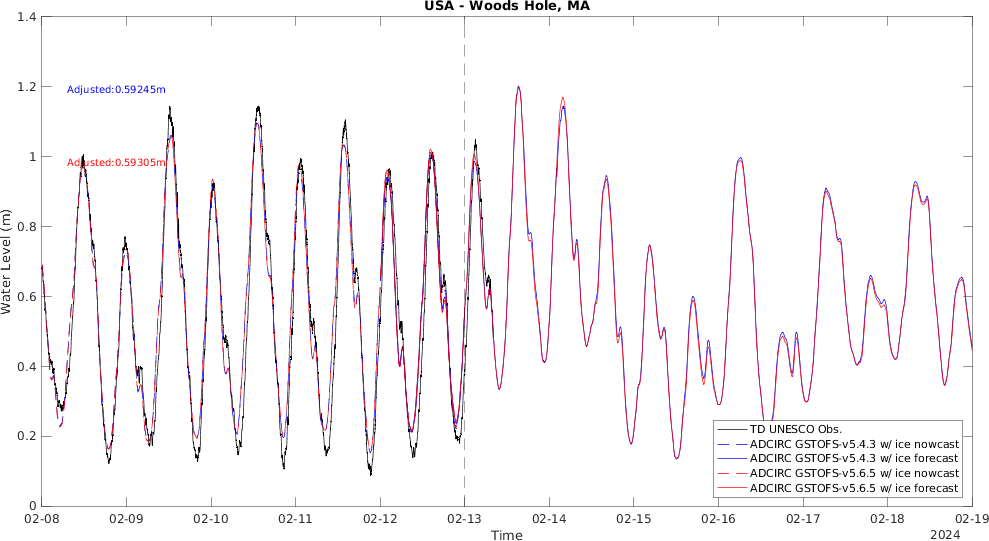 USA - Woods Hole, MA
1.4
1.2
1
0.8
0.6
0.4
0.2
0
Water Level (m)
Adjusted:0.59245m
Adjusted:0.59305m
TD UNESCO Obs.
ADCIRC GSTOFS-v5.4.3 w/ ice nowcast
ADCIRC GSTOFS-v5.4.3 w/ ice forecast
ADCIRC GSTOFS-v5.6.5 w/ ice nowcast
ADCIRC GSTOFS-v5.6.5 w/ ice forecast
02-08 02-09 02-10 02-11 02-12 02-13 02-14 02-15 02-16 02-17 02-18 02-19
Time
2024